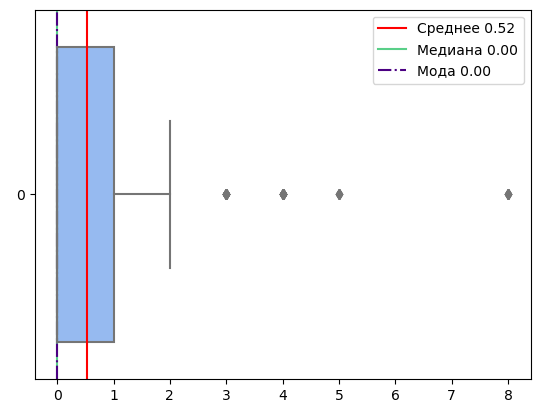 Среднее 0.52
Медиана 0.00
Мода 0.00
0
0 1 2 3 4 5 6 7 8